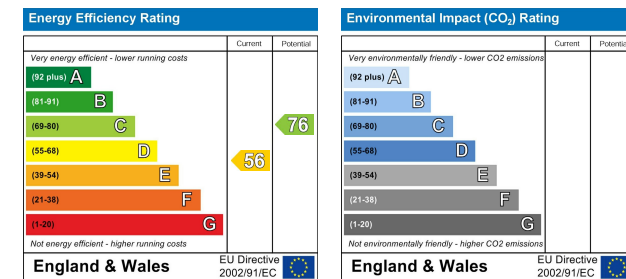 Energy Efficiency Rating
Current Potential
Very energy efficient - lower running costs
(92 plus) A
(81-91) B
(69-80) C
76
(55-68) D
56
(39-54) E
(21-38) F
(1-20) G
Not energy efficient - higher running costs
England & Wales
EU Directive
2002/91/EC
Environmental Impact (CO₂) Rating
Current Potential
Very environmentally friendly - lower CO2 emissions
(92 plus) A
(81-91) B
(69-80) C
(55-68) D
(39-54) E
(21-38) F
(1-20) G
Not environmentally friendly - higher CO2 emissions
England & Wales
EU Directive
2002/91/EC